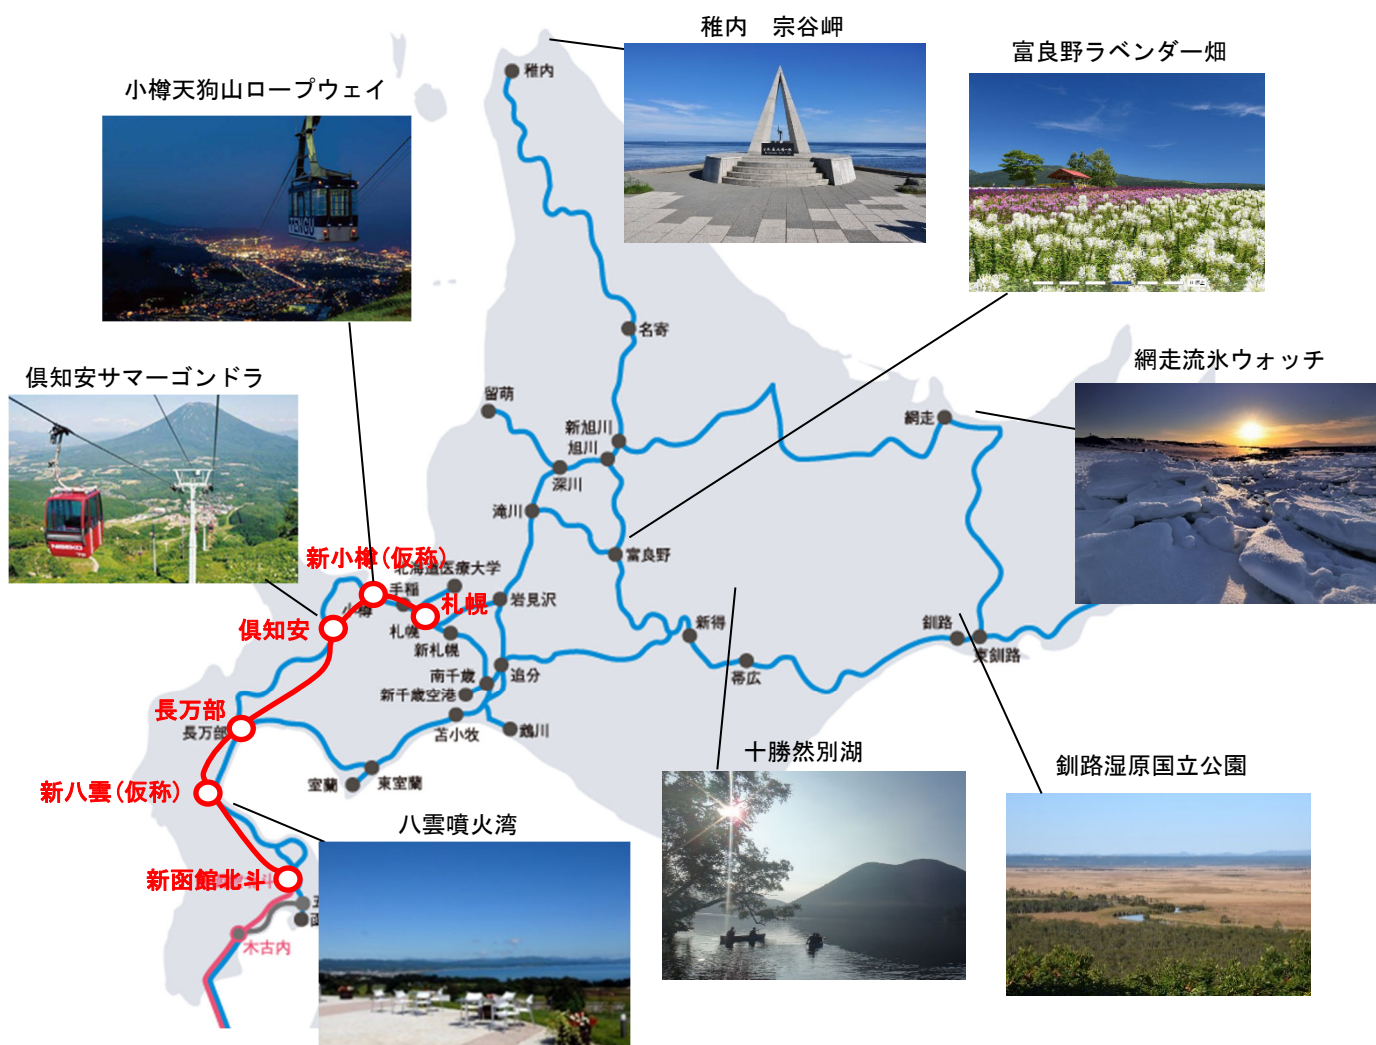 稚内　宗谷岬
富良野ラベンダー畑
小樽天狗山ロープウェイ
稚内
TENGU
名寄
網走流氷ウォッチ
倶知安サマーゴンドラ
留萌
網走
新旭川
旭川
深川
滝川
NISEKO
新小樽(仮称)
富良野
北海道医療大学
手稲
岩見沢
小樽
札幌
札幌
倶知安
新札幌
新得
釧路
東釧路
南千歳
追分
帯広
新千歳空港
長万部
長万部
苫小牧
鵡川
十勝然別湖
釧路湿原国立公園
室蘭
東室蘭
新八雲(仮称)
八雲噴火湾
新函館北斗
木古内